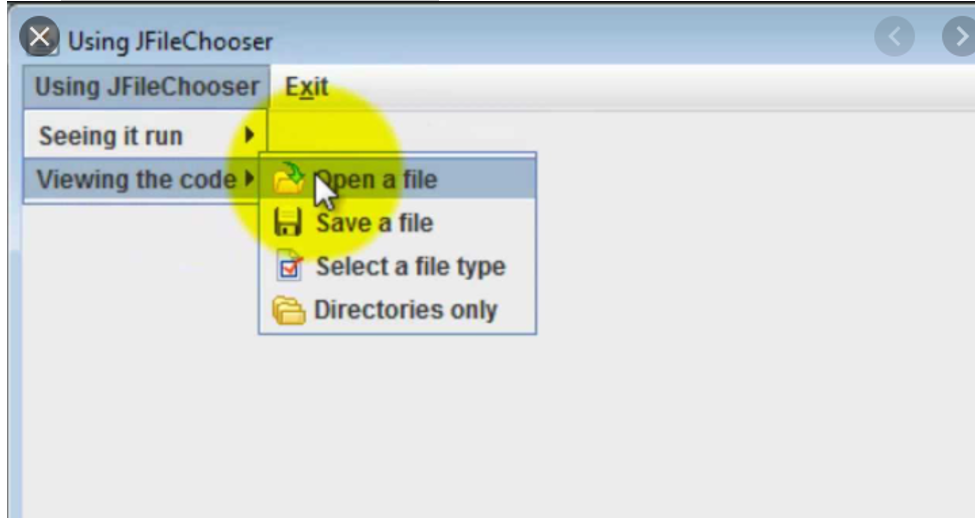 Using JFileChooser
Using JFileChooser Exit
Seeing it run
Viewing the code
Open a file
Save a file
Select a file type
Directories only